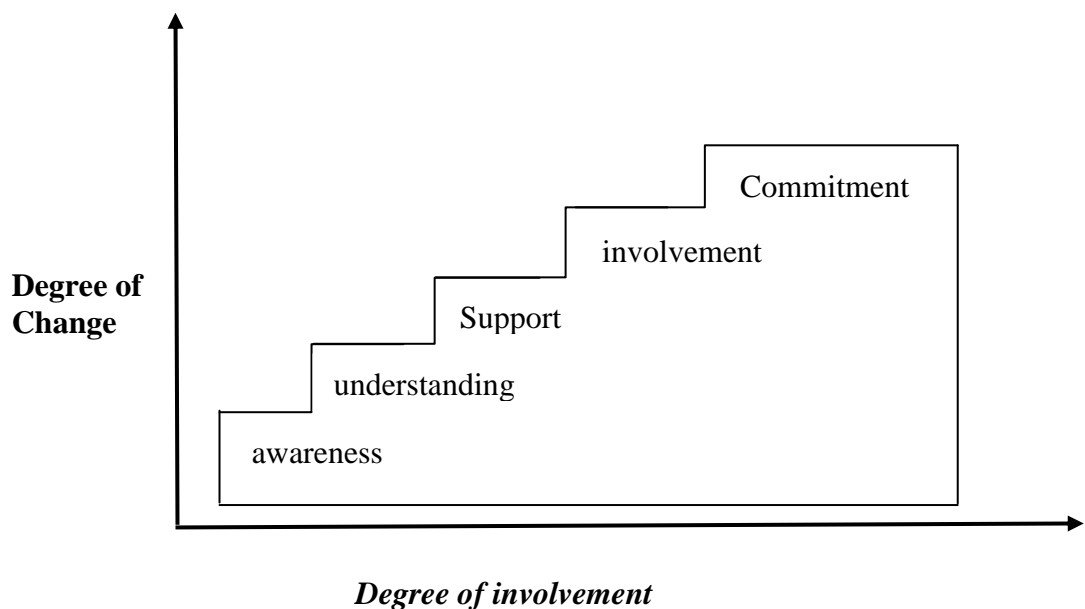 Commitment
involvement
Degree of
Change
Support
understanding
awareness
Degree of involvement